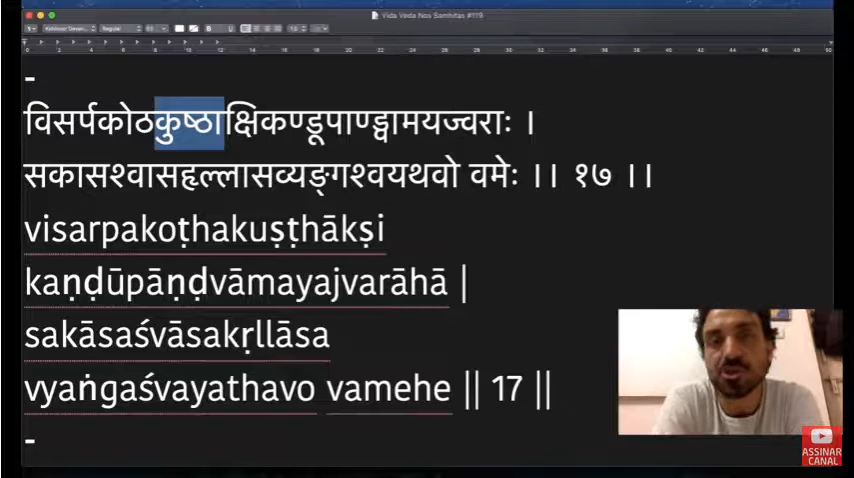 Vida Veda Nos Samhitas #119
Regular
-
विसर्पकोठकुष्ठाक्षिकण्डूपाण्ड्वामयज्वराः ।
सकासश्वासहृल्लासव्यङ्गश्वयथवो वमेः ।। १७ ।।
visarpakoṭhakuṣṭhākṣi
kaṇḍūpāṇḍvāmayajvarāhā |
sakāsaśvāsakṛllāsa
vyaṅgaśvayathavo vamehe || 17 ||
-
ASSINAR
CANAL